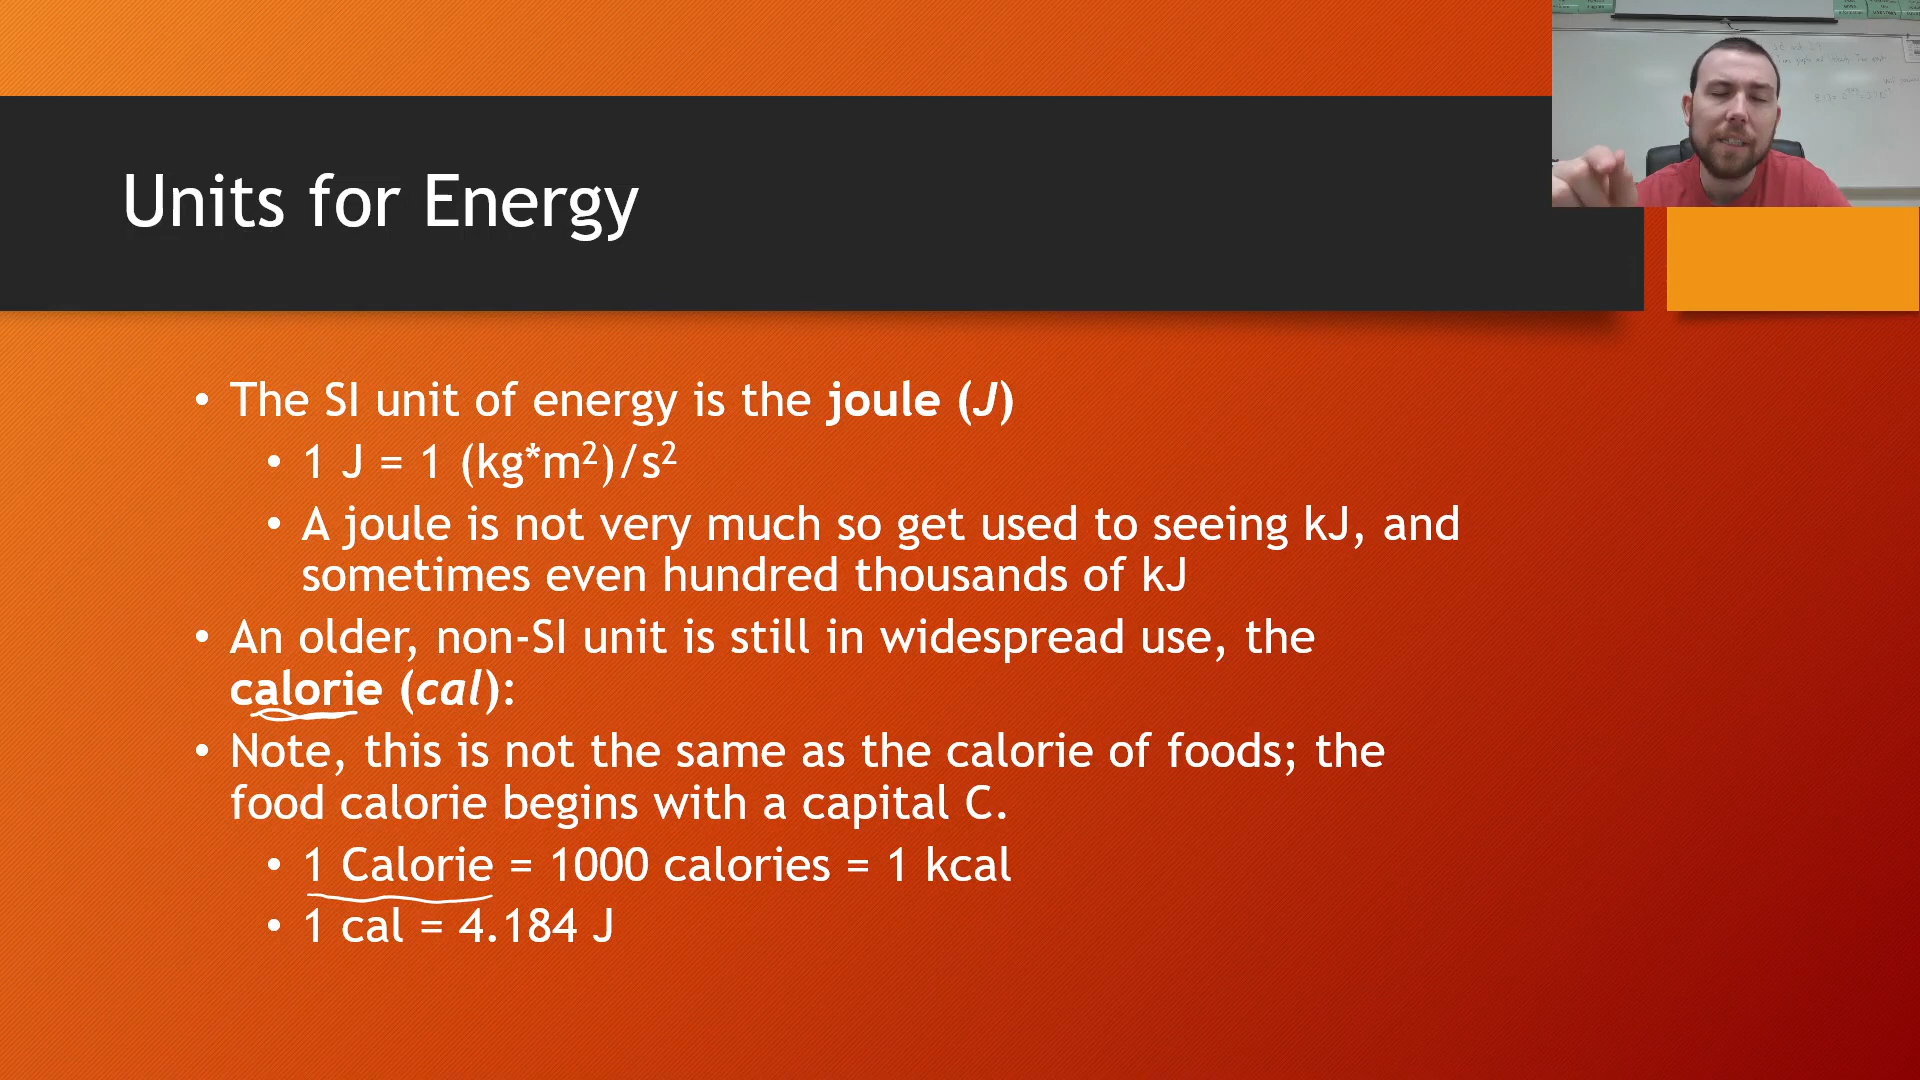 Units for Energy
• The SI unit of energy is the joule (J)
• 1 J = 1 (kg*m²)/s²
• A joule is not very much so get used to seeing kJ, and
sometimes even hundred thousands of kJ
• An older, non-SI unit is still in widespread use, the
calorie (cal):
• Note, this is not the same as the calorie of foods; the
food calorie begins with a capital C.
• 1 Calorie = 1000 calories = 1 kcal
• 1 cal = 4.184 J